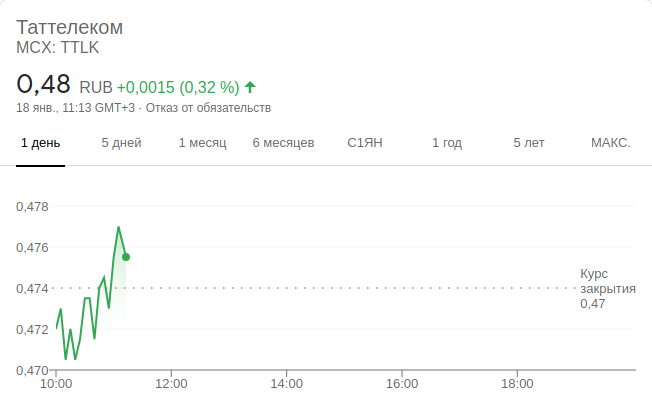 Таттелеком
MCX: TTLK
0,48 RUB +0,0015 (0,32 %)
18 янв., 11:13 GMT+3 · Отказ от обязательств
1 день 5 дней 1 месяц 6 месяцев С1ЯН 1 год 5 лет МАКС.
0,478
0,476
0,474
0,472
0,470
Курс
закрытия
0,47
10:00 12:00 14:00 16:00 18:00